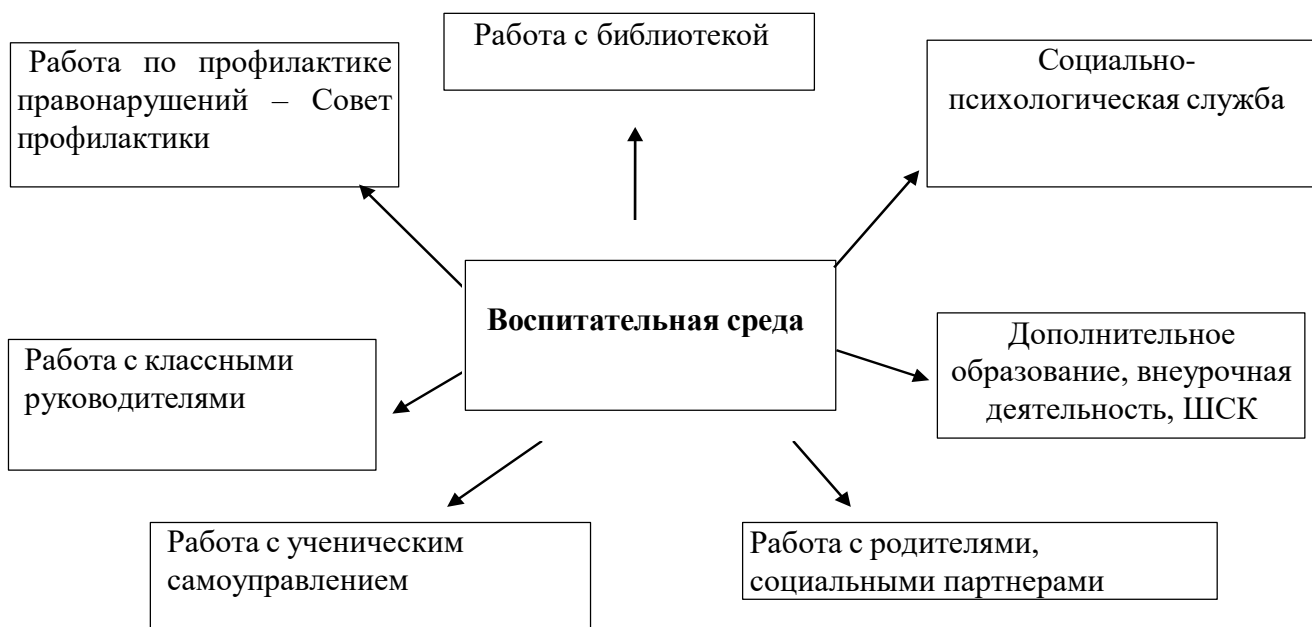 Работа с библиотекой
Работа по профилактике
правонарушений – Совет
профилактики
Социально-
психологическая служба
Воспитательная среда
Работа с классными
руководителями
Дополнительное
образование, внеурочная
деятельность, ШСК
Работа с ученическим
самоуправлением
Работа с родителями,
социальными партнерами